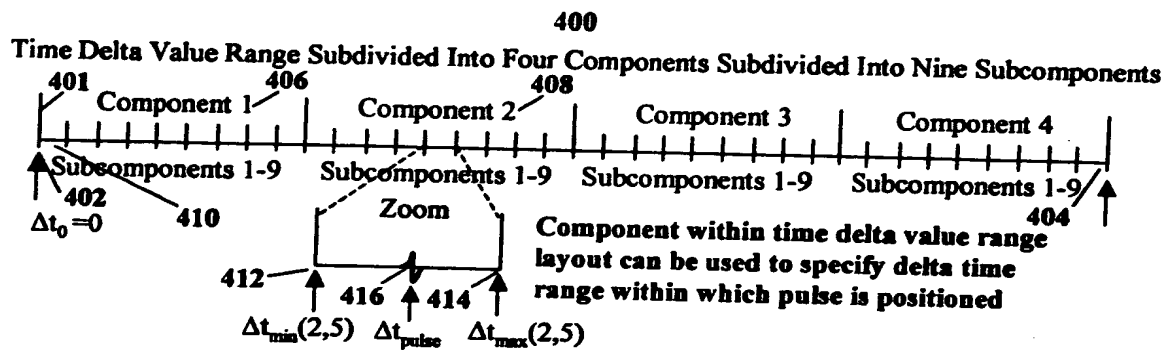 400
Time Delta Value Range Subdivided Into Four Components Subdivided Into Nine Subcomponents
401 Component 1 406 Component 2 408 Component 3 Component 4
Subcomponents 1-9 Subcomponents 1-9 Subcomponents 1-9 Subcomponents 1-9
402 410 Zoom 404
Δt₀=0
Component within time delta value range
layout can be used to specify delta time
range within which pulse is positioned
412 416 414
Δtmin(2,5) Δtpulse Δtmax(2,5)